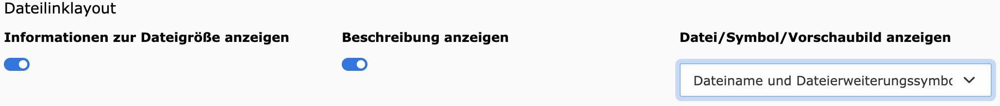 Dateilinklayout
Informationen zur Dateigröße anzeigen
Beschreibung anzeigen
Datei/Symbol/Vorschaubild anzeigen
Dateiname und Dateierweiterungssymbo